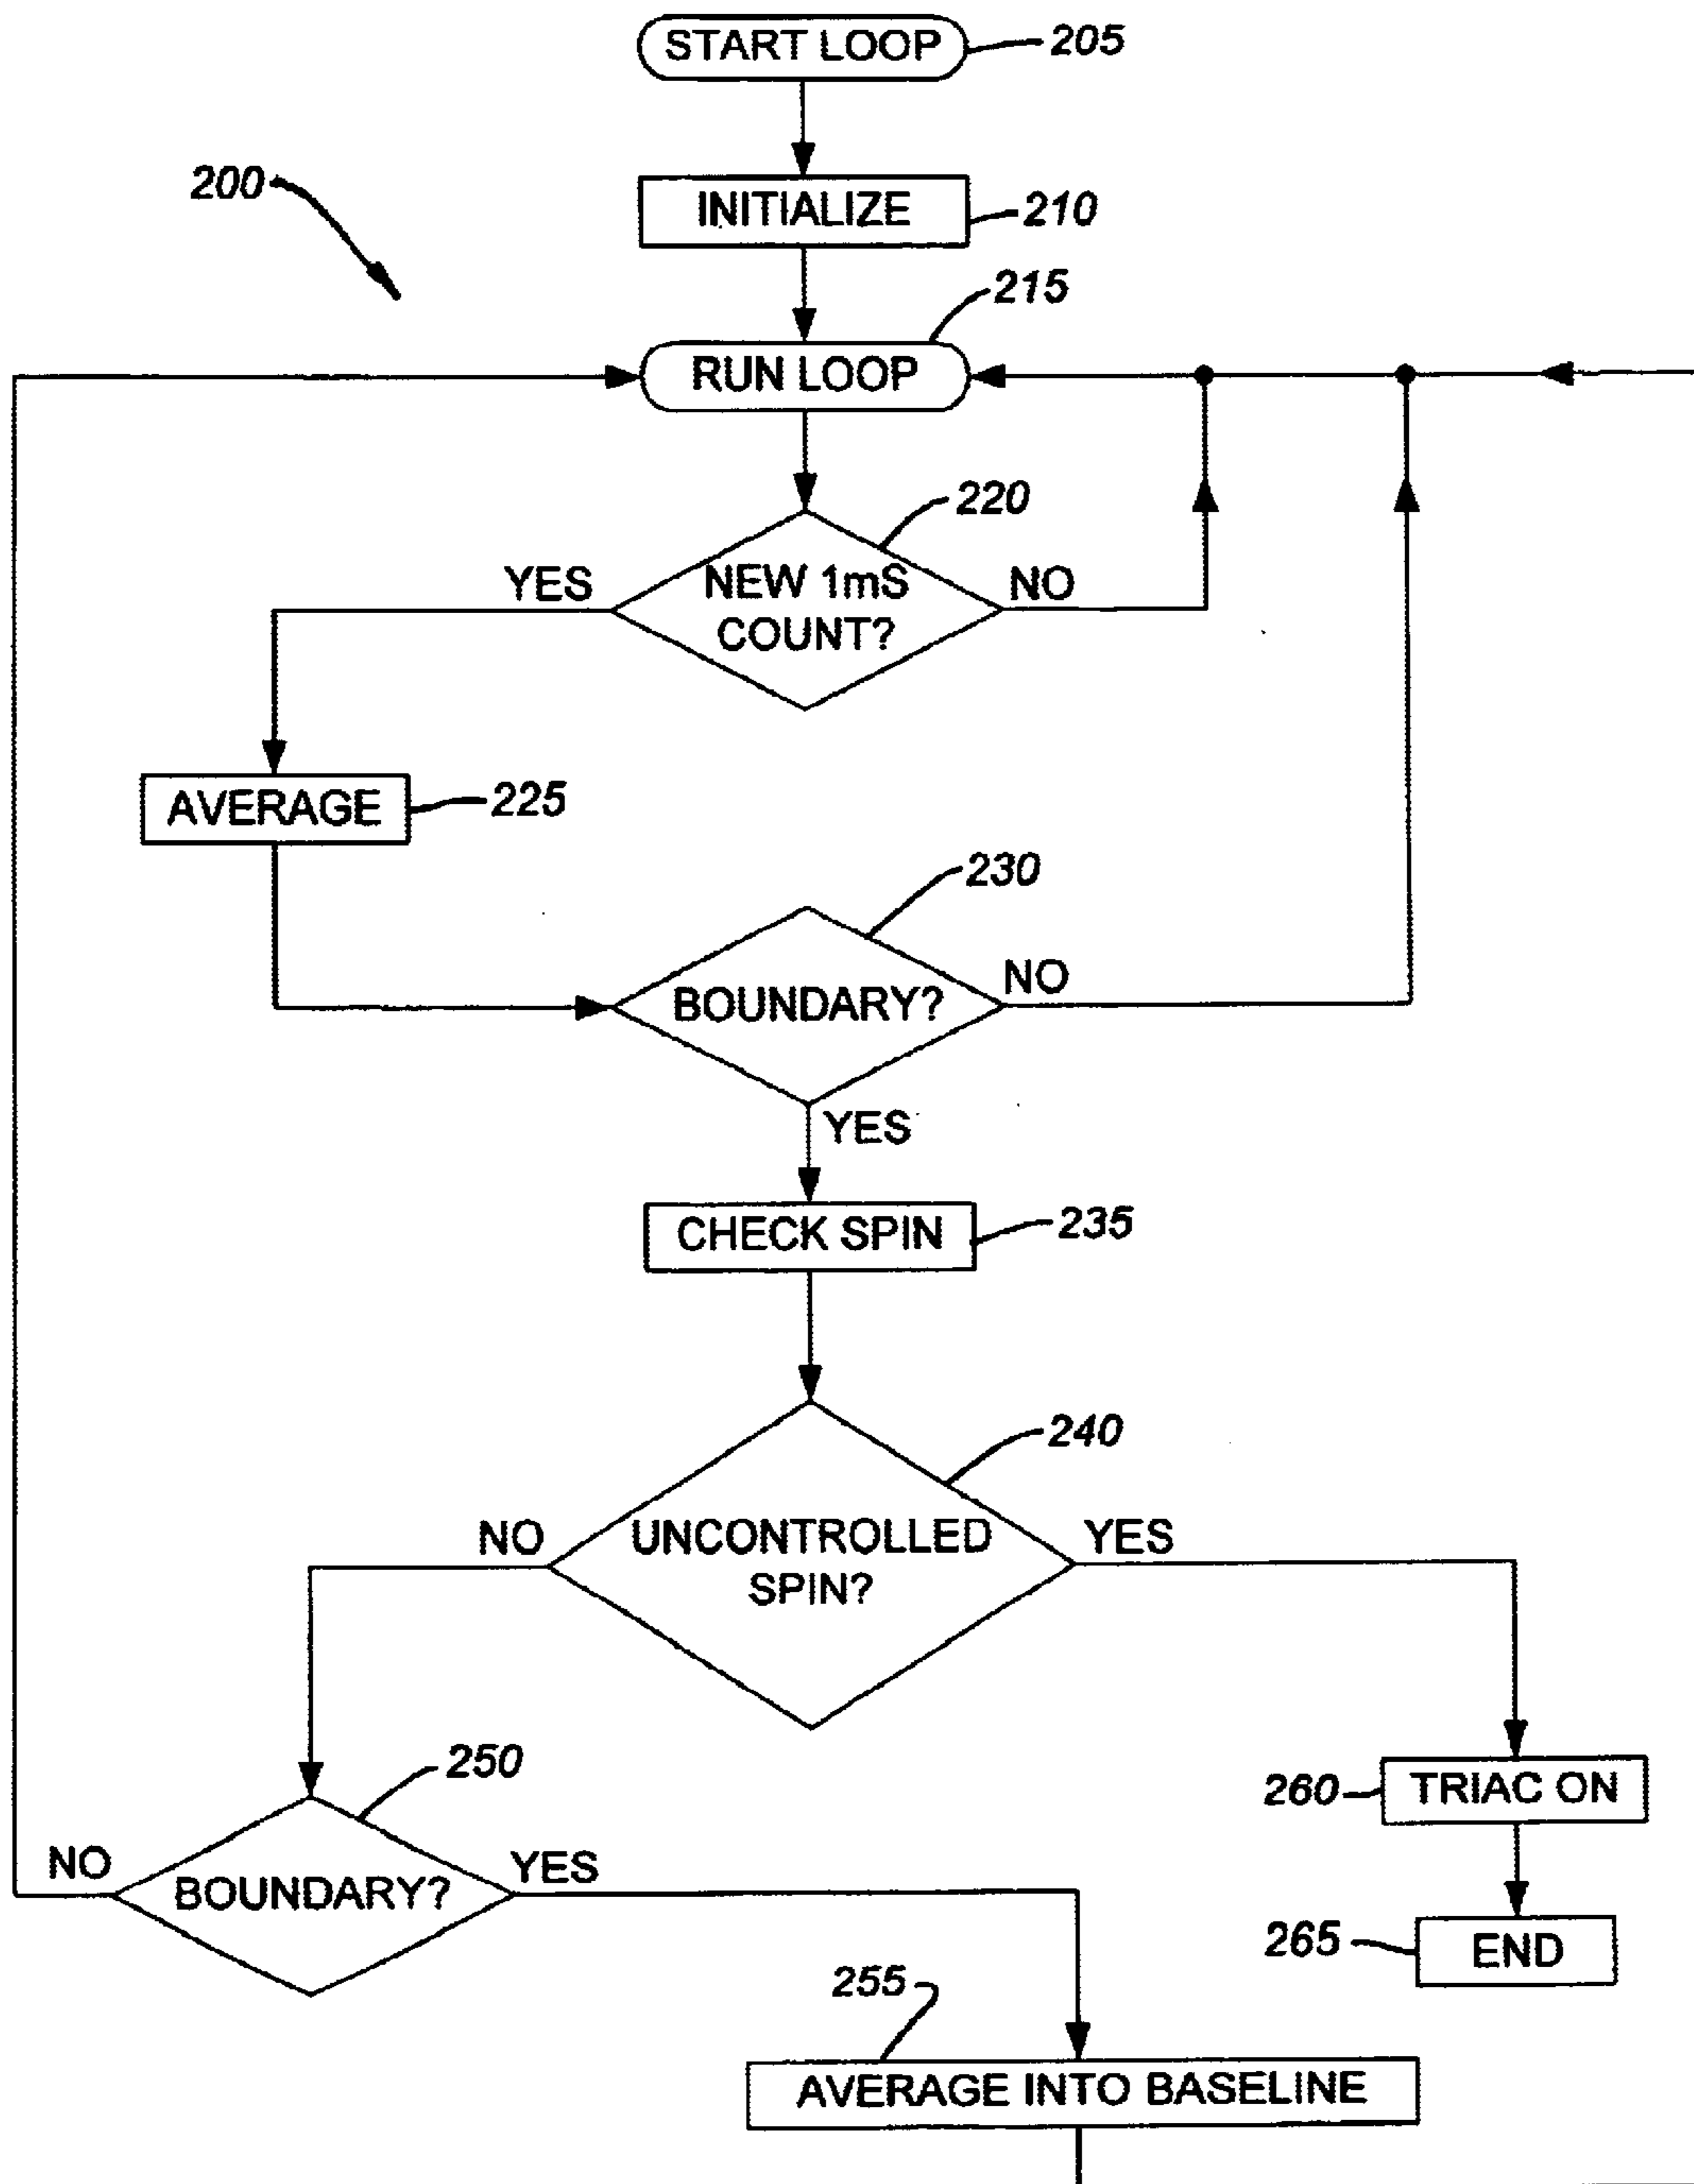 START LOOP
205
200
INITIALIZE
210
215
RUN LOOP
220
YES
NEW 1mS
COUNT?
NO
AVERAGE
225
230
BOUNDARY?
NO
YES
CHECK SPIN
235
240
NO
UNCONTROLLED
SPIN?
YES
250
260
TRIAC ON
NO
BOUNDARY?
YES
265
END
255
AVERAGE INTO BASELINE